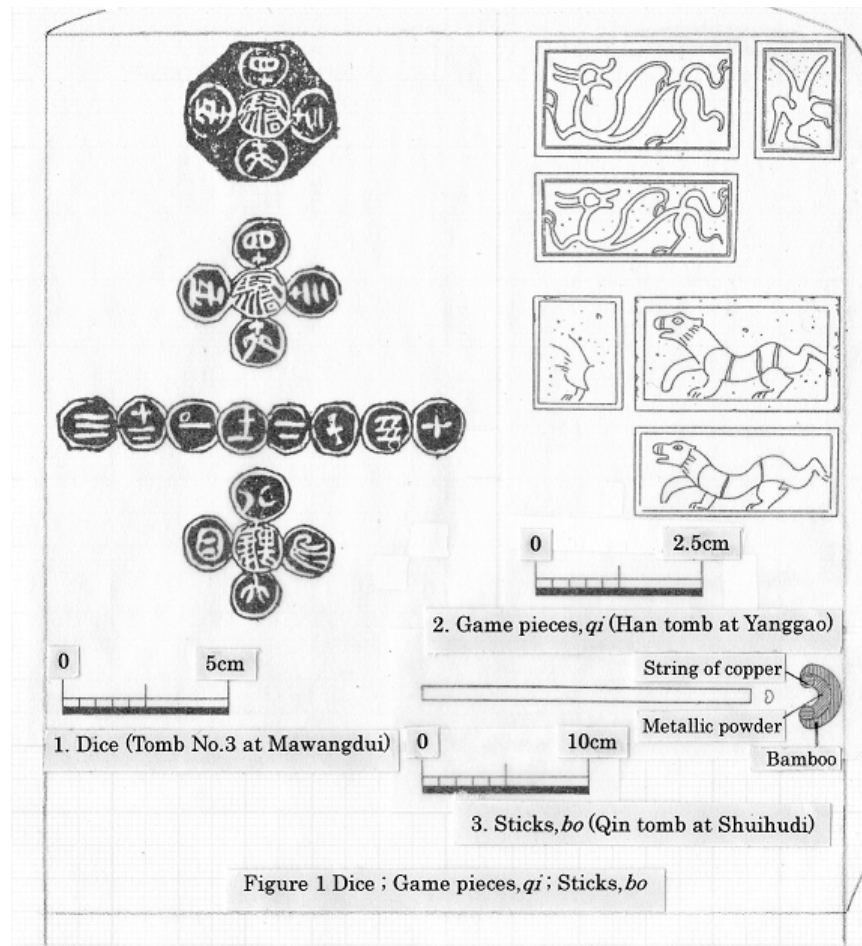 0 2.5cm
2. Game pieces, qi (Han tomb at Yanggao)
0 5cm
1. Dice (Tomb No.3 at Mawangdui)
String of copper
Metallic powder
Bamboo
0 10cm
3. Sticks, bo (Qin tomb at Shuihudi)
Figure 1 Dice ; Game pieces, qi ; Sticks, bo